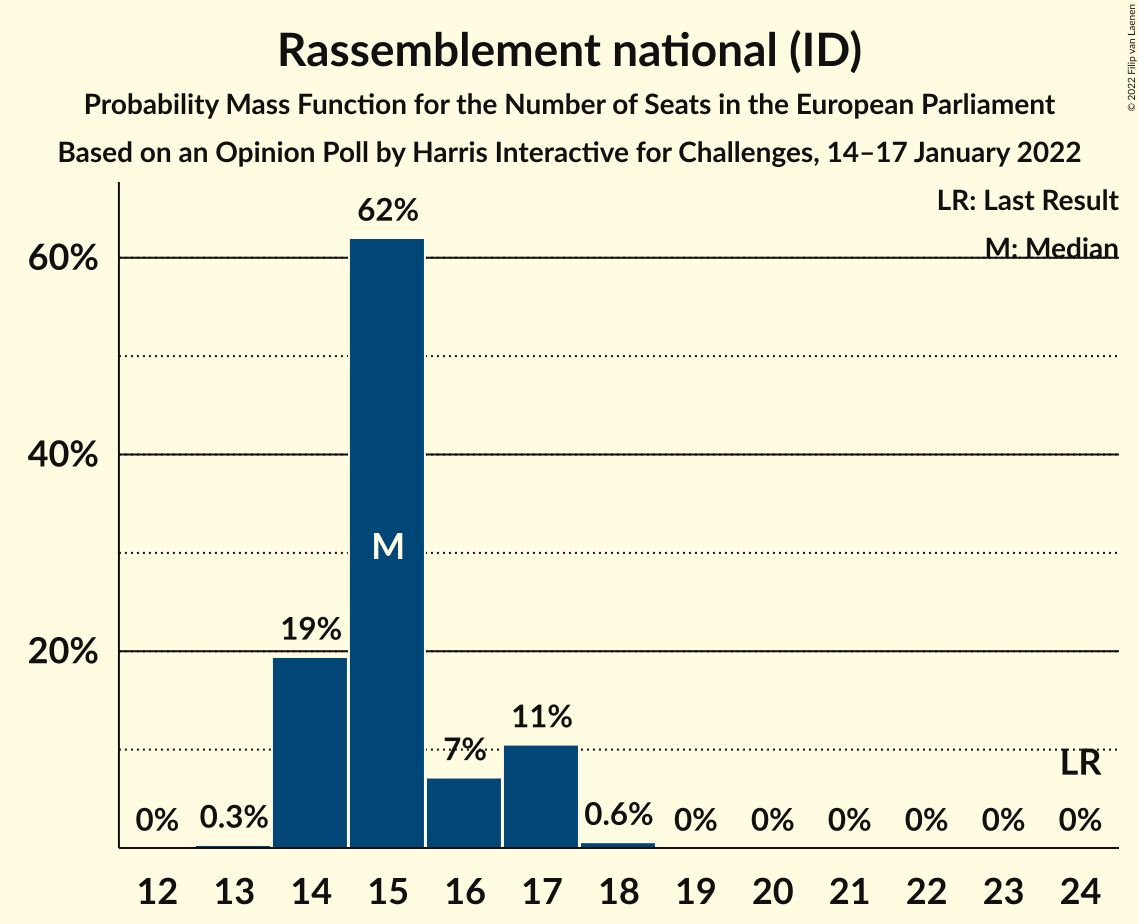 Rassemblement national (ID)
Probability Mass Function for the Number of Seats in the European Parliament
Based on an Opinion Poll by Harris Interactive for Challenges, 14–17 January 2022
© 2022 Filip van Laenen
LR: Last Result
M: Median
60%
40%
20%
0%
0.3%
19%
62%
M
7%
11%
0.6%
0%
0%
0%
0%
0%
LR
0%
12 13 14 15 16 17 18 19 20 21 22 23 24